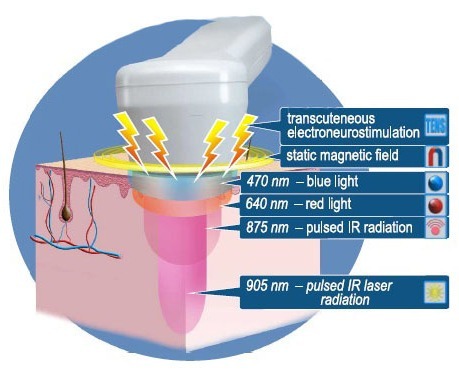 transcuteneous
electroneurostimulation
TENS
static magnetic field
470 nm – blue light
640 nm – red light
875 nm – pulsed IR radiation
905 nm – pulsed IR laser
radiation